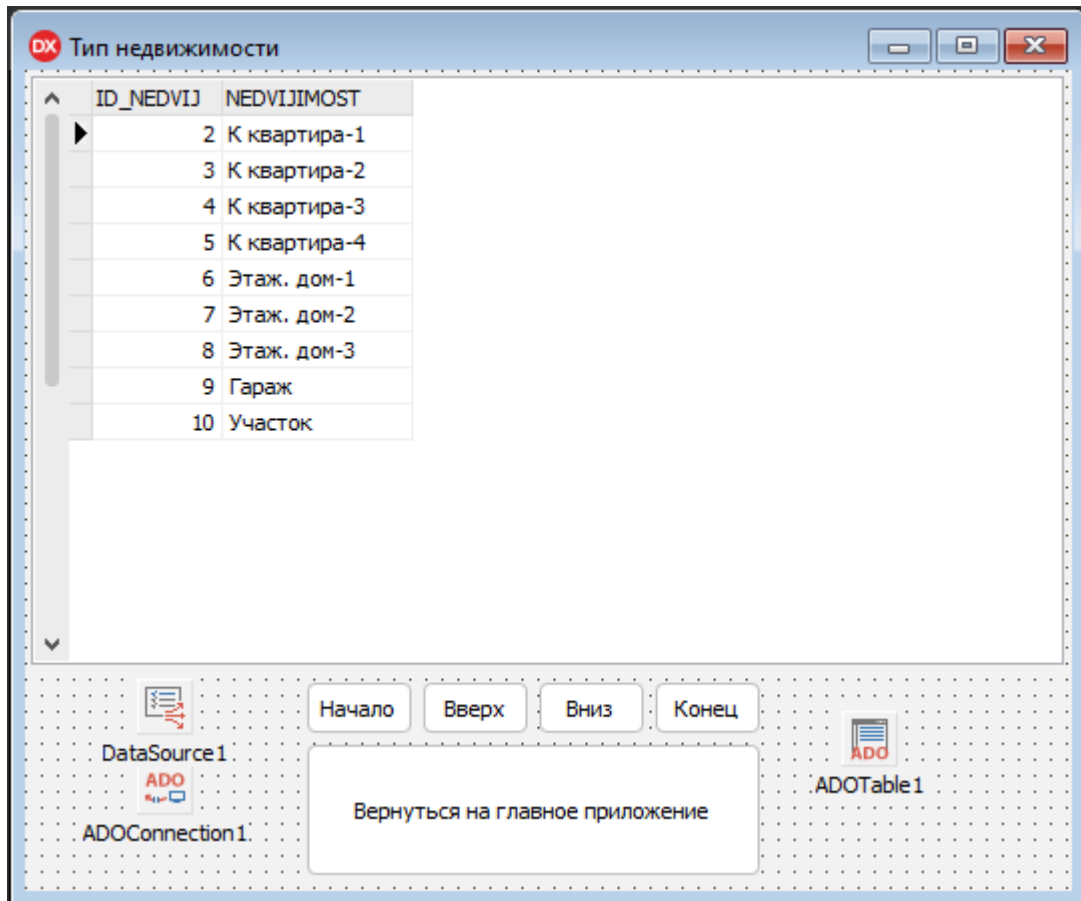 DX Тип недвижимости
ID_NEDVIJ NEDVIJIMOST
2 К квартира-1
3 К квартира-2
4 К квартира-3
5 К квартира-4
6 Этаж. дом-1
7 Этаж. дом-2
8 Этаж. дом-3
9 Гараж
10 Участок
Начало Вверх Вниз Конец
DataSource1
ADO
ADOConnection1
Вернуться на главное приложение
ADO
ADOTable1